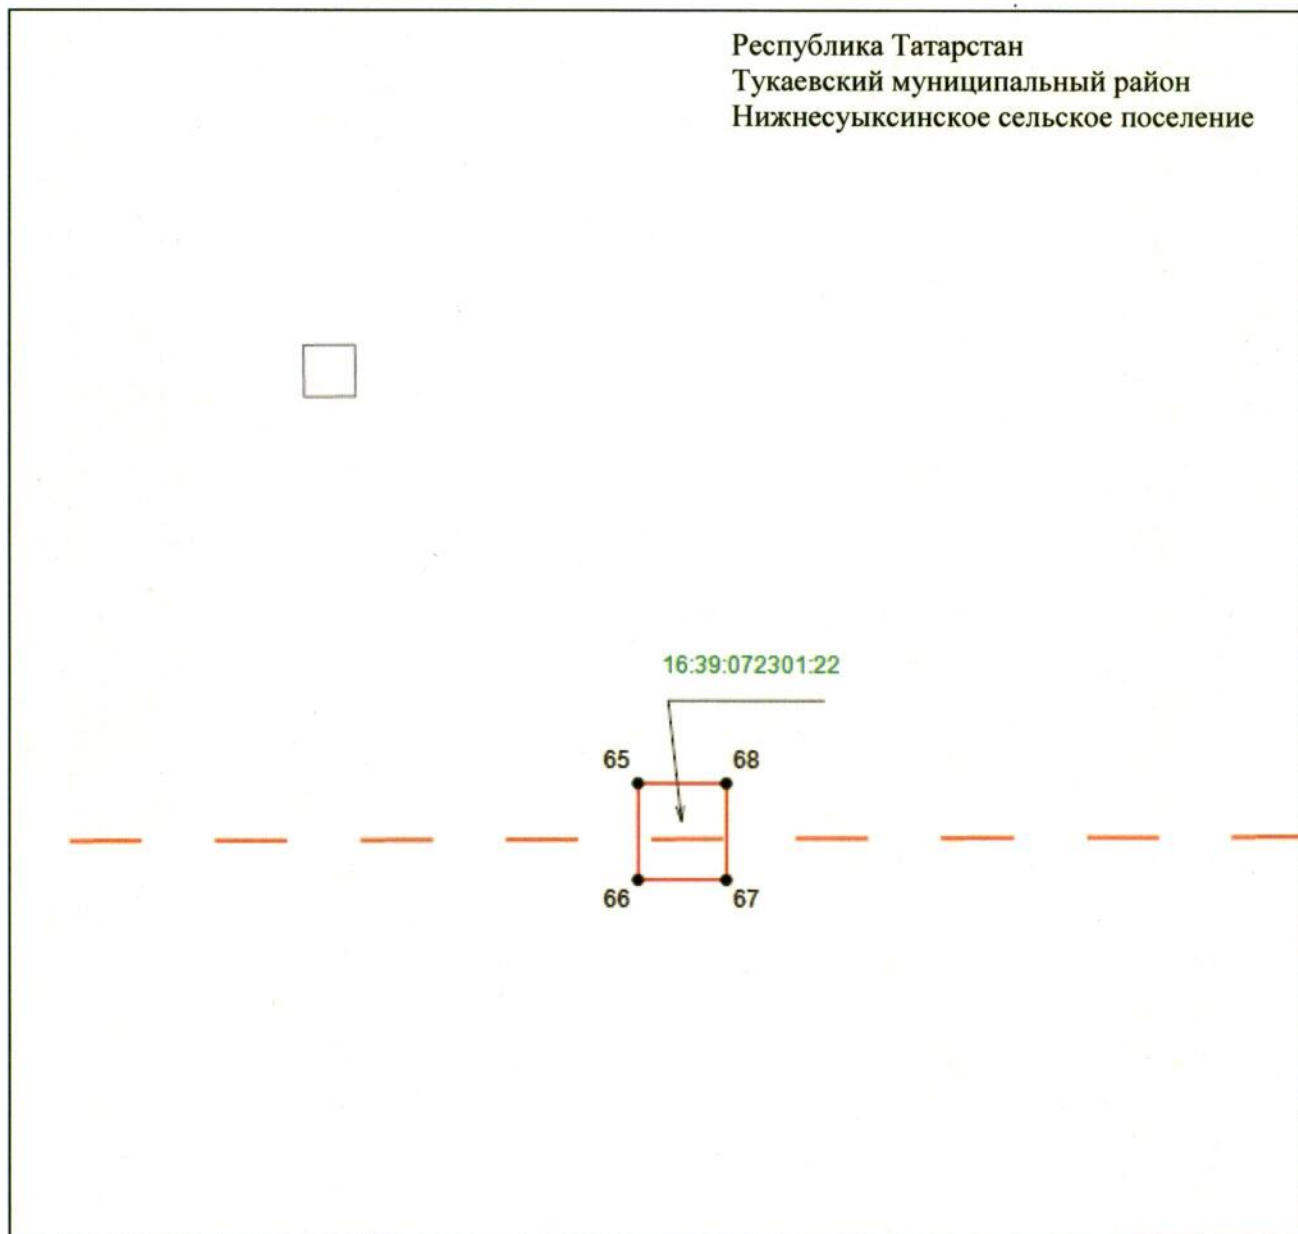 Республика Татарстан
Тукаевский муниципальный район
Нижнесуыксинское сельское поселение
16:39:072301:22
65 68
66 67